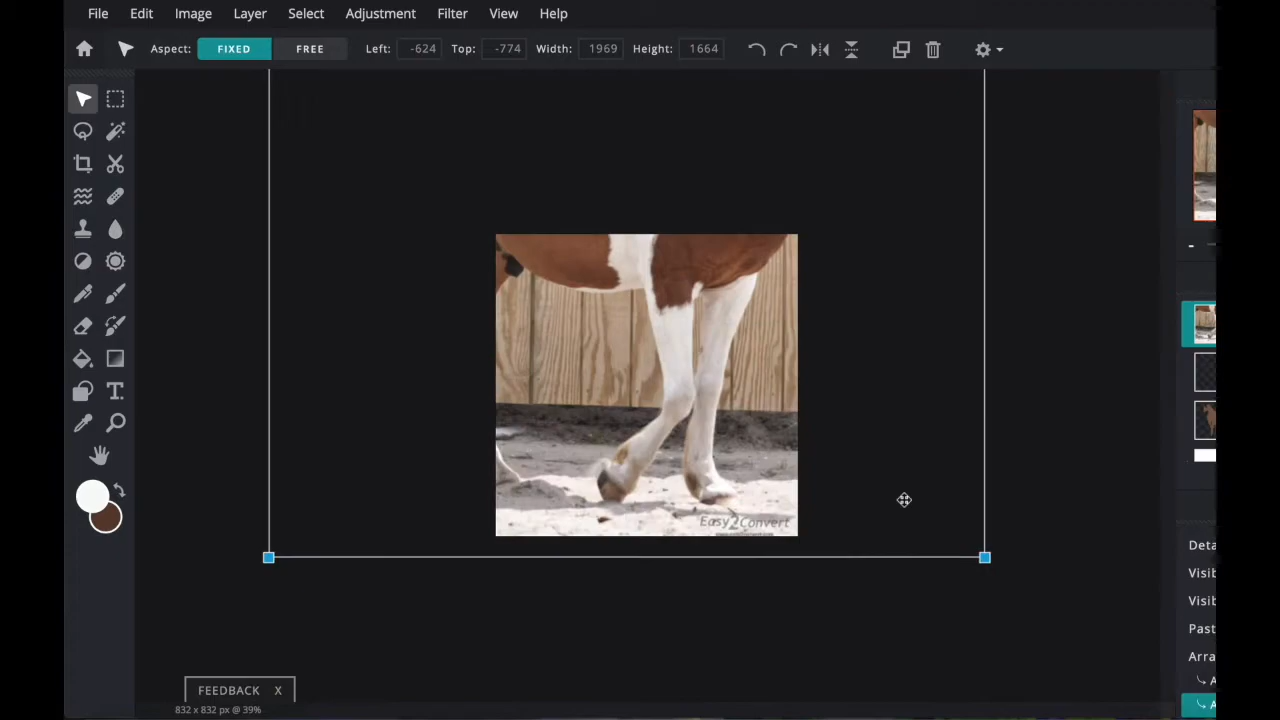 File Edit Image Layer Select Adjustment Filter View Help
Aspect: FIXED FREE Left: -624 Top: -774 Width: 1969 Height: 1664
Easy2Convert
Deta
Visib
Visib
Past
Arra
FEEDBACK X
832 x 832 px @ 39%